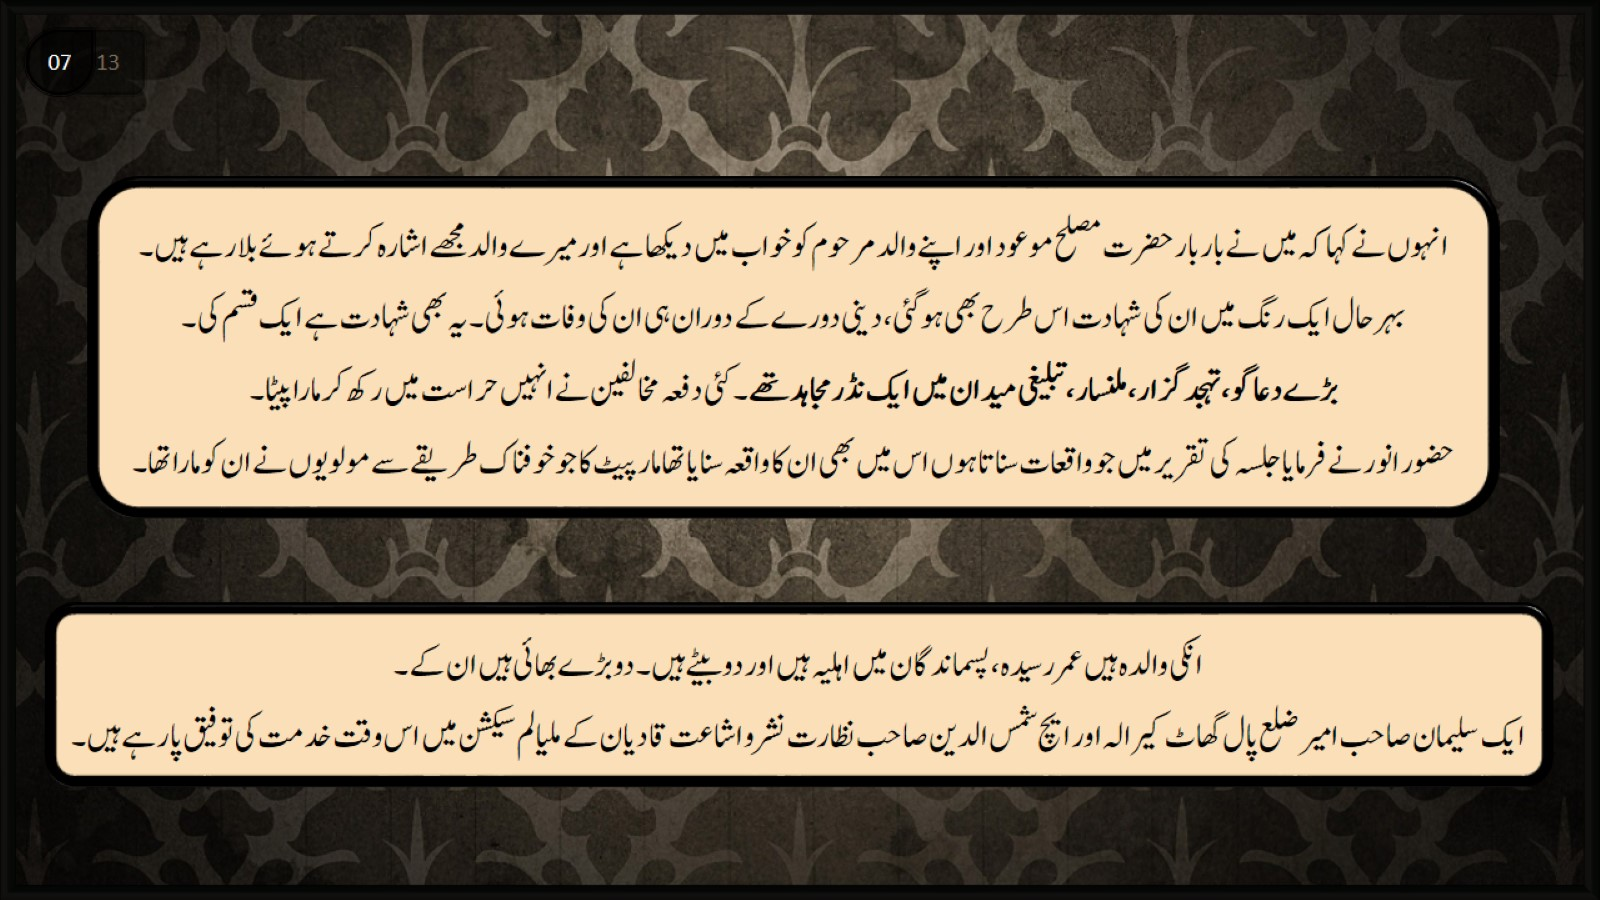 07 13
انہوں نے کہا کہ میں نے بار بار حضرت مصلح موعود اور اپنے والد مرحوم کو خواب میں دیکھا ہے اور میرے والد مجھے اشارہ کرتے ہوئے بلا رہے ہیں۔
بہر حال ایک رنگ میں ان کی شہادت اس طرح بھی ہو گئی، دینی دورے کے دوران ہی ان کی وفات ہوئی۔ یہ بھی شہادت ہے ایک قسم کی۔
بڑے دعا گو، تہجد گزار، ملنسار، تبلیغی میدان میں ایک نڈر مجاہد تھے۔ کئی دفعہ مخالفین نے انہیں حراست میں رکھ کر مارا پیٹا۔
حضور انور نے فرمایا جلسہ کی تقریر میں جو واقعات سناتا ہوں اس میں بھی ان کا واقعہ سنایا تھا مار پیٹ کا جو خوفناک طریقے سے مولویوں نے ان کو مارا تھا۔
انکی والدہ ہیں عمر رسیدہ، پسماندگان میں اہلیہ ہیں اور دو بیٹے ہیں۔ دو بڑے بھائی ہیں ان کے۔
ایک سلیمان صاحب امیر ضلع پال گھاٹ کیرالہ اور ایچ شمس الدین صاحب نظارت نشر و اشاعت قادیان کے ملیالم سیکشن میں اس وقت خدمت کی توفیق پا رہے ہیں۔